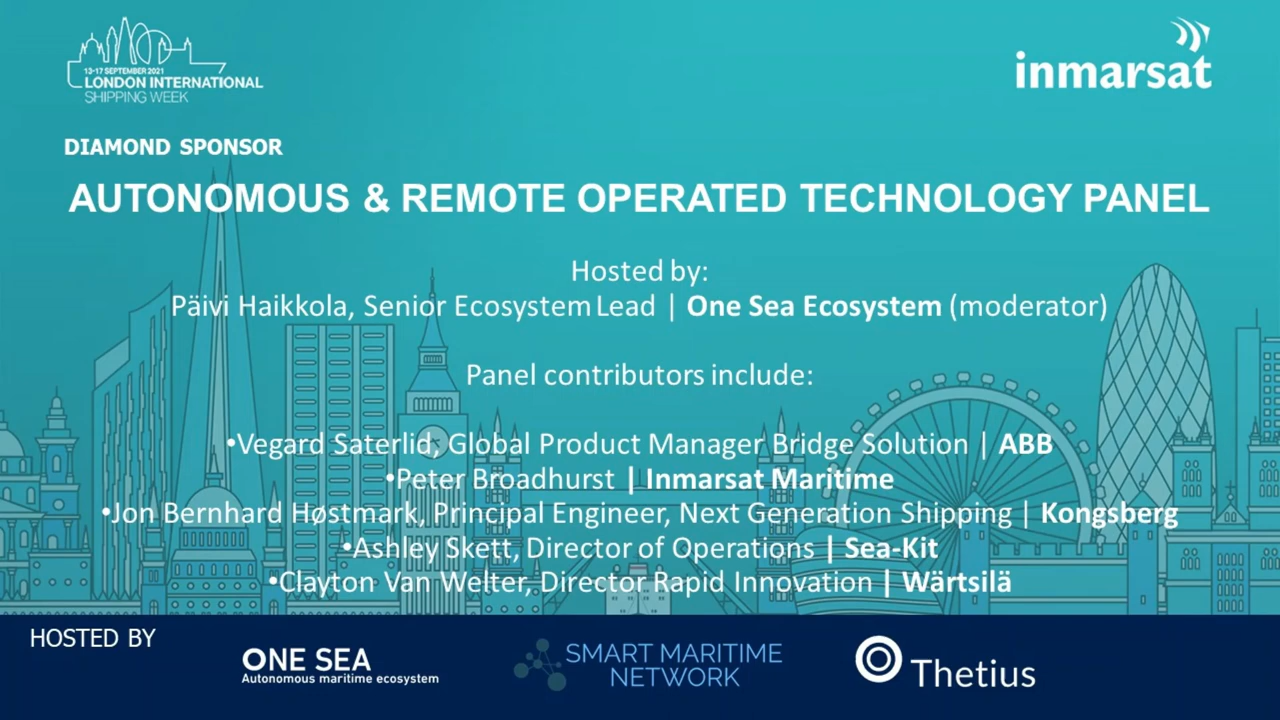 13-17 SEPTEMBER 2021
LONDON INTERNATIONAL
SHIPPING WEEK
inmarsat
DIAMOND SPONSOR
AUTONOMOUS & REMOTE OPERATED TECHNOLOGY PANEL
Hosted by:
Päivi Haikkola, Senior Ecosystem Lead | One Sea Ecosystem (moderator)
Panel contributors include:
•Vegard Saterlid, Global Product Manager Bridge Solution | ABB
•Peter Broadhurst | Inmarsat Maritime
•Jon Bernhard Høstmark, Principal Engineer, Next Generation Shipping | Kongsberg
•Ashley Skett, Director of Operations | Sea-Kit
•Clayton Van Welter, Director Rapid Innovation | Wärtsilä
HOSTED BY
ONE SEA
Autonomous maritime ecosystem
SMART MARITIME
NETWORK
Thetius